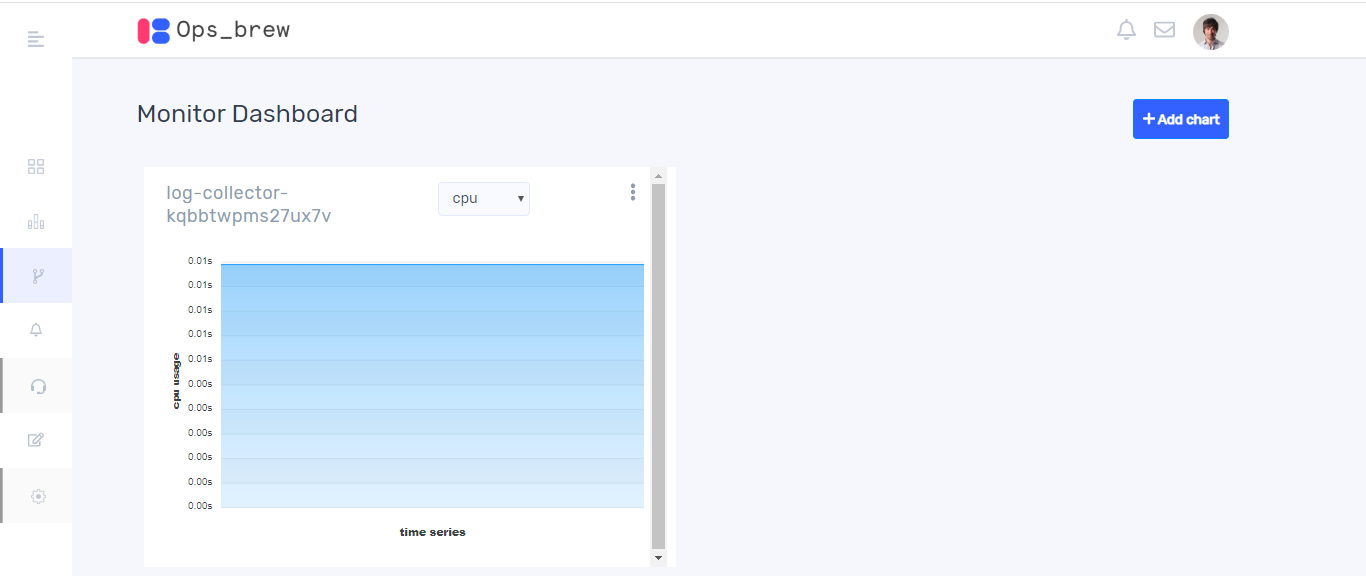 Ops_brew
Monitor Dashboard
+ Add chart
log-collector-
kqbbtwpms27ux7v
cpu
0.01s
0.01s
0.01s
0.01s
0.01s
0.00s
0.00s
0.00s
0.00s
0.00s
0.00s
cpu usage
time series